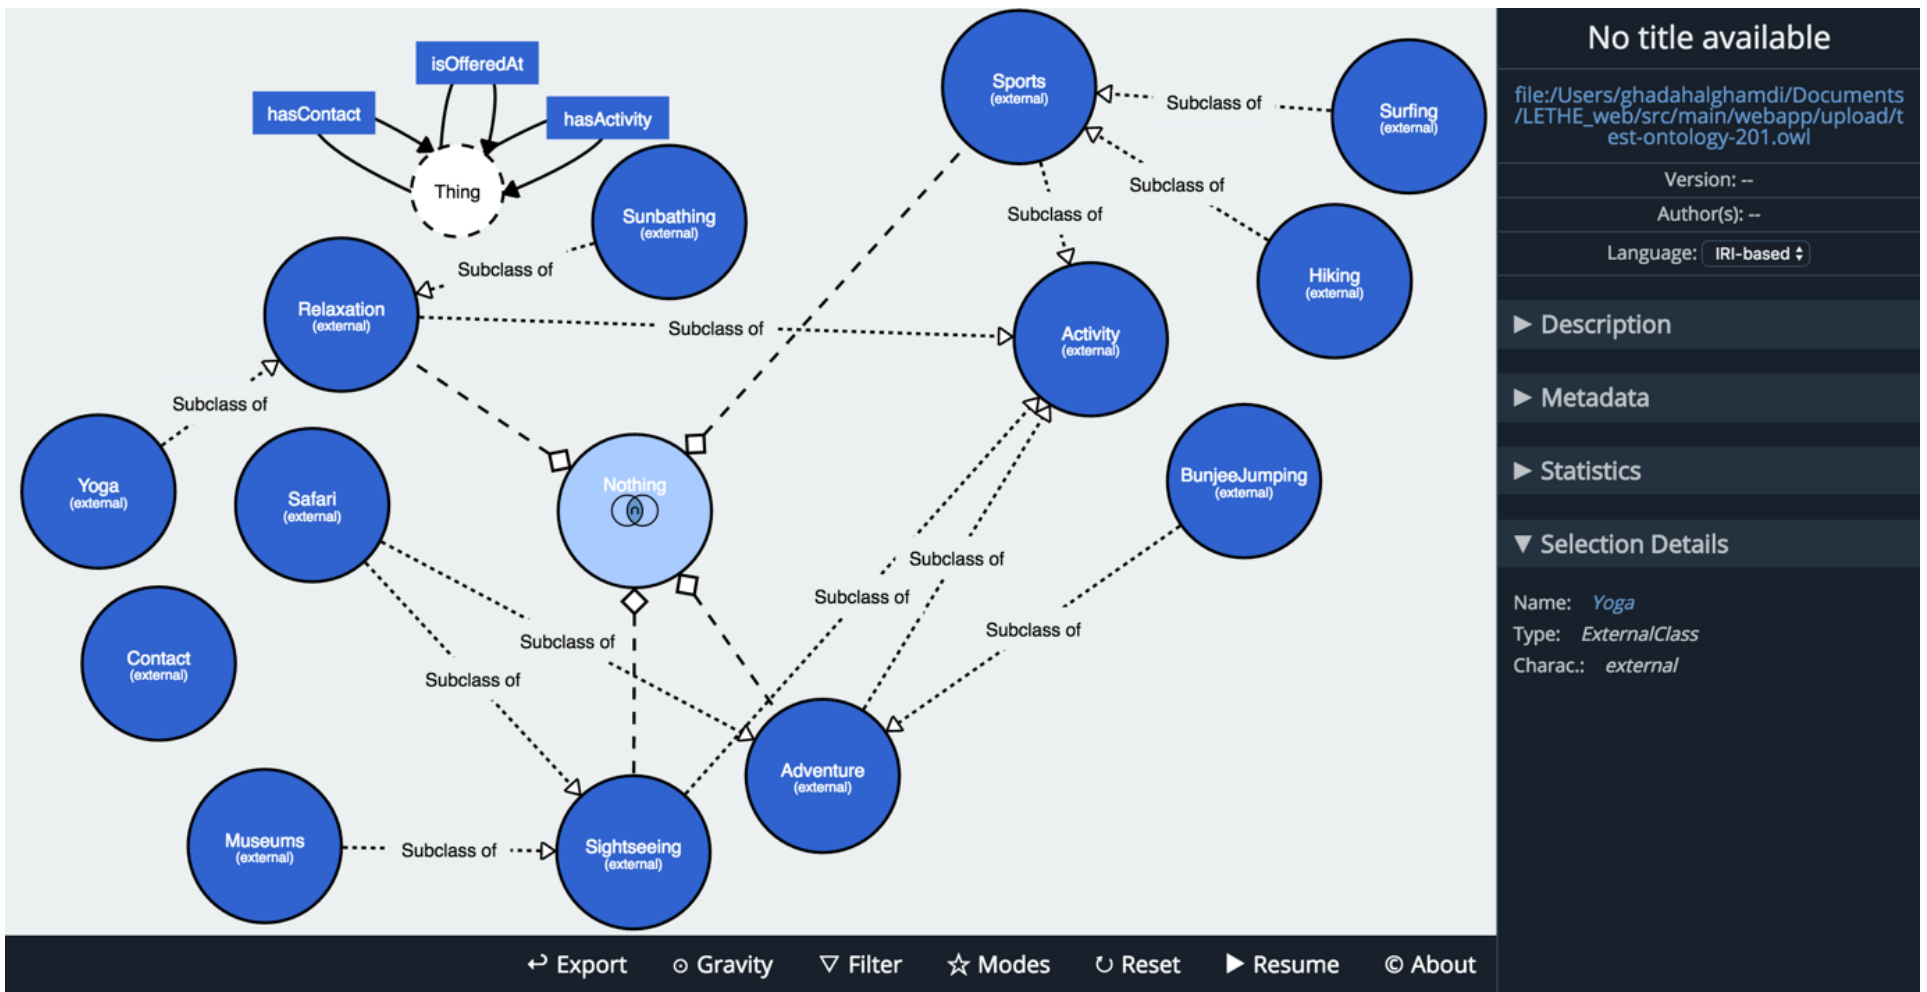 isOfferedAt
hasContact
hasActivity
Thing
Sports
(external)
Subclass of
Surfing
(external)
Subclass of
Subclass of
Sunbathing
(external)
Subclass of
Hiking
(external)
Relaxation
(external)
Subclass of
Activity
(external)
Subclass of
Yoga
(external)
Safari
(external)
Nothing
BunjeeJumping
(external)
Subclass of
Subclass of
Subclass of
Subclass of
Subclass of
Contact
(external)
Adventure
(external)
Museums
(external)
Subclass of
Sightseeing
(external)
Export
Gravity
Filter
Modes
Reset
Resume
© About
No title available
file:/Users/ghadahalghamdi/Documents
/LETHE_web/src/main/webapp/upload/t
est-ontology-201.owl
Version: --
Author(s): --
Language: IRI-based
Description
Metadata
Statistics
Selection Details
Name: Yoga
Type: ExternalClass
Charac.: external